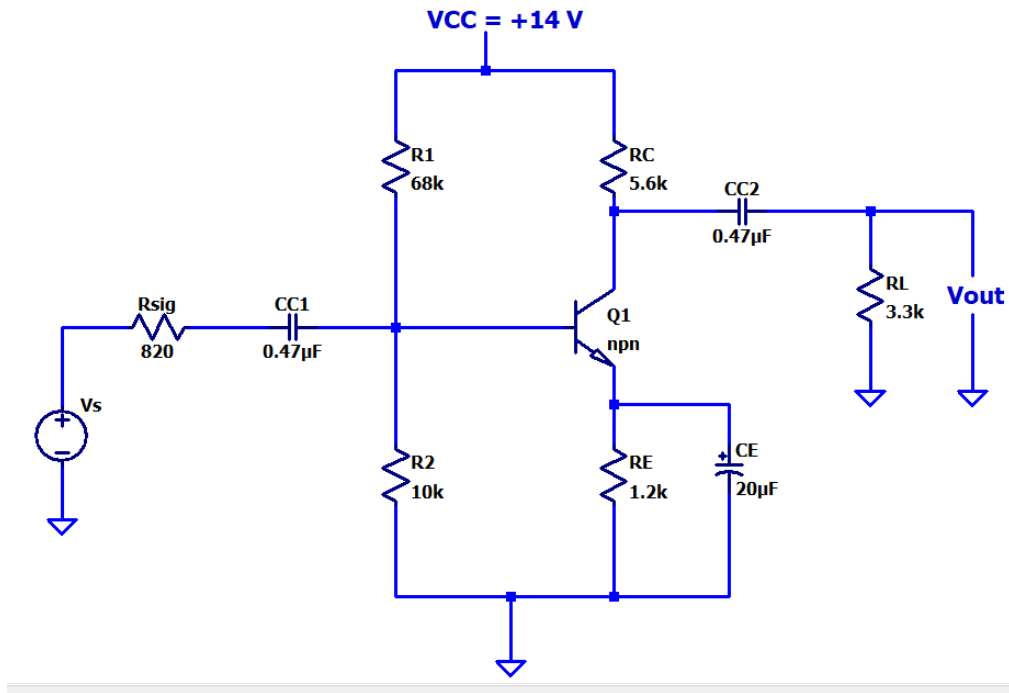 VCC = +14 V
R1
68k
RC
5.6k
CC2
0.47µF
Rsig
820
CC1
0.47µF
Q1
npn
RL
3.3k
Vout
Vs
R2
10k
RE
1.2k
CE
20µF